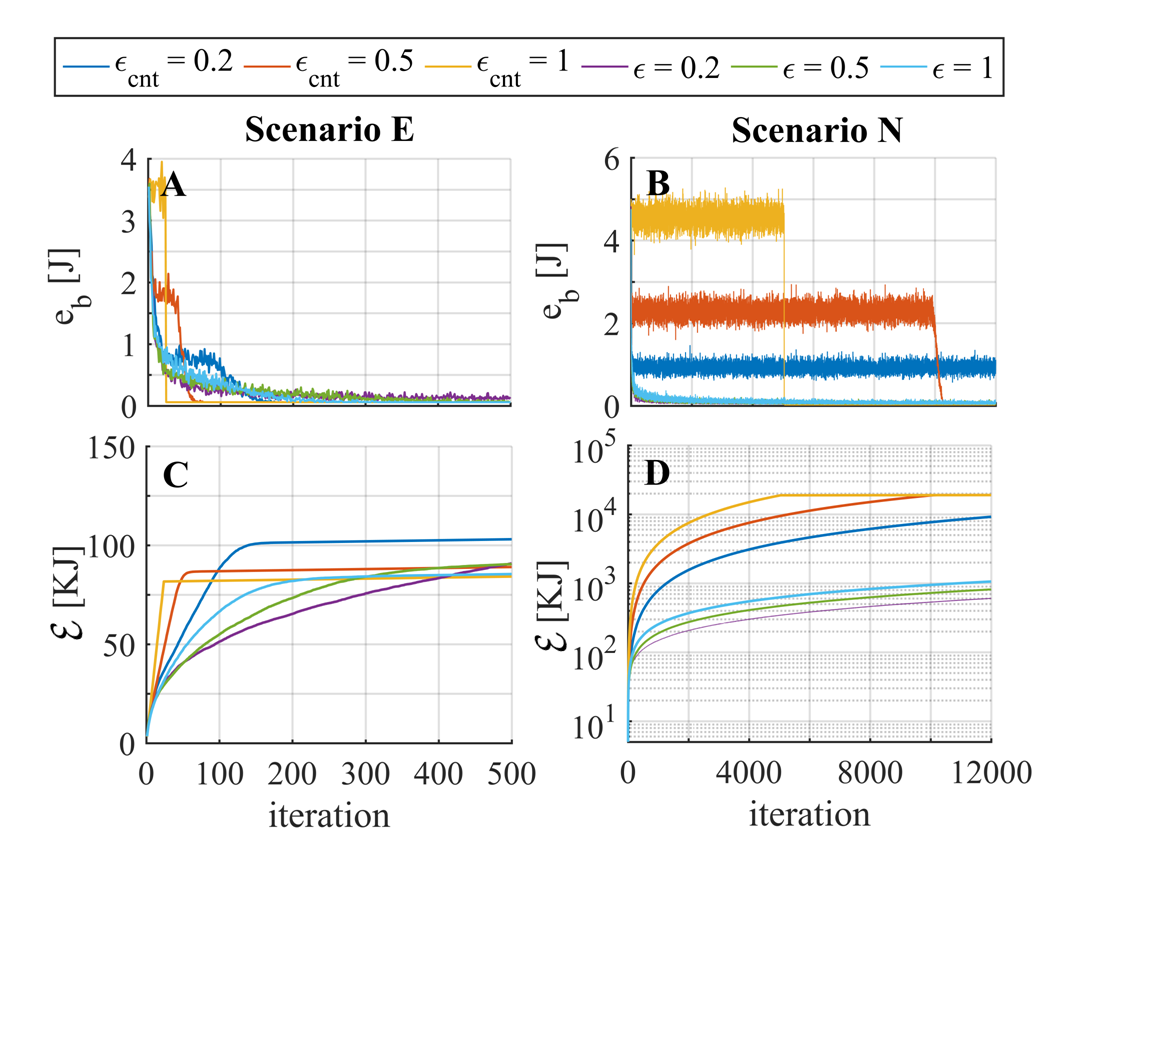 ϵcnt = 0.2 ϵcnt = 0.5 ϵcnt = 1 ϵ = 0.2 ϵ = 0.5 ϵ = 1
Scenario E
Scenario N
A
4
3
2
1
0
eb [J]
B
6
4
2
0
eb [J]
C
150
100
50
0
ℰ [KJ]
0 100 200 300 400 500
iteration
D
10^5
10^4
10^3
10^2
10^1
ℰ [KJ]
0 4000 8000 12000
iteration